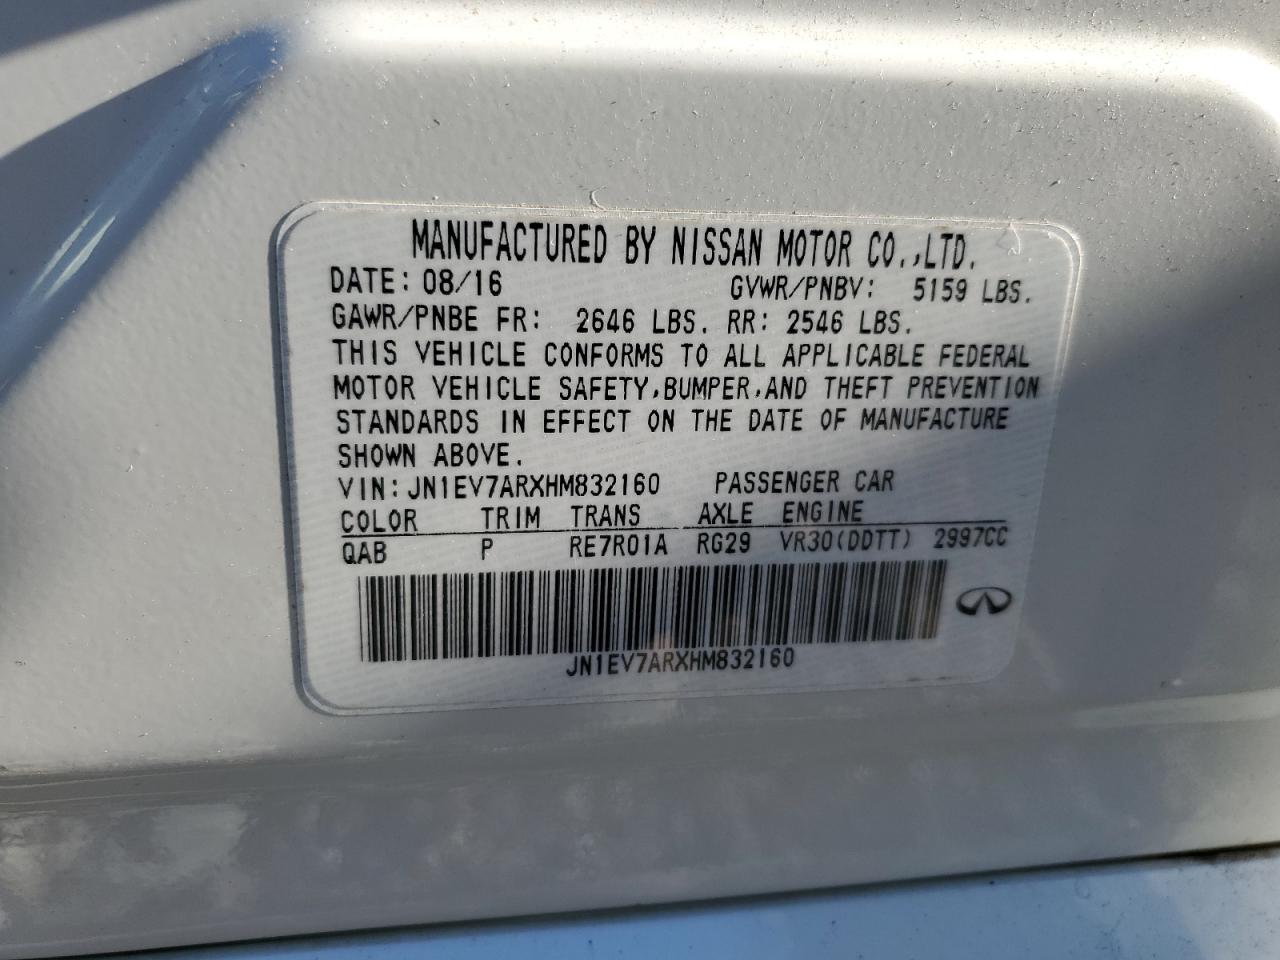 MANUFACTURED BY NISSAN MOTOR CO.,LTD.
DATE: 08/16 GVWR/PNBV: 5159 LBS.
GAWR/PNBE FR: 2646 LBS. RR: 2546 LBS.
THIS VEHICLE CONFORMS TO ALL APPLICABLE FEDERAL
MOTOR VEHICLE SAFETY,BUMPER,AND THEFT PREVENTION
STANDARDS IN EFFECT ON THE DATE OF MANUFACTURE
SHOWN ABOVE.
VIN: JN1EV7ARXHM832160 PASSENGER CAR
COLOR TRIM TRANS AXLE ENGINE
QAB P RE7R01A RG29 VR30(DDTT) 2997CC
JN1EV7ARXHM832160